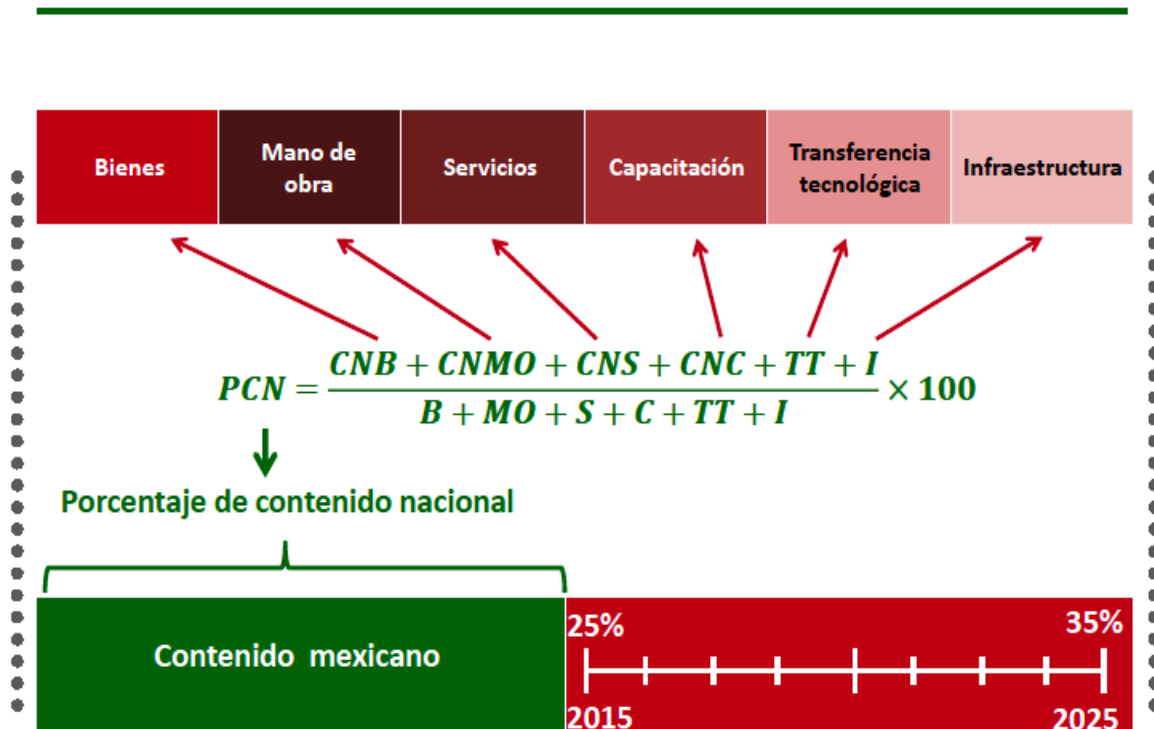 Bienes
Mano de
obra
Servicios
Capacitación
Transferencia
tecnológica
Infraestructura
PCN = (CNB + CNMO + CNS + CNC + TT + I) / (B + MO + S + C + TT + I) × 100
Porcentaje de contenido nacional
Contenido mexicano
25%
35%
2015
2025